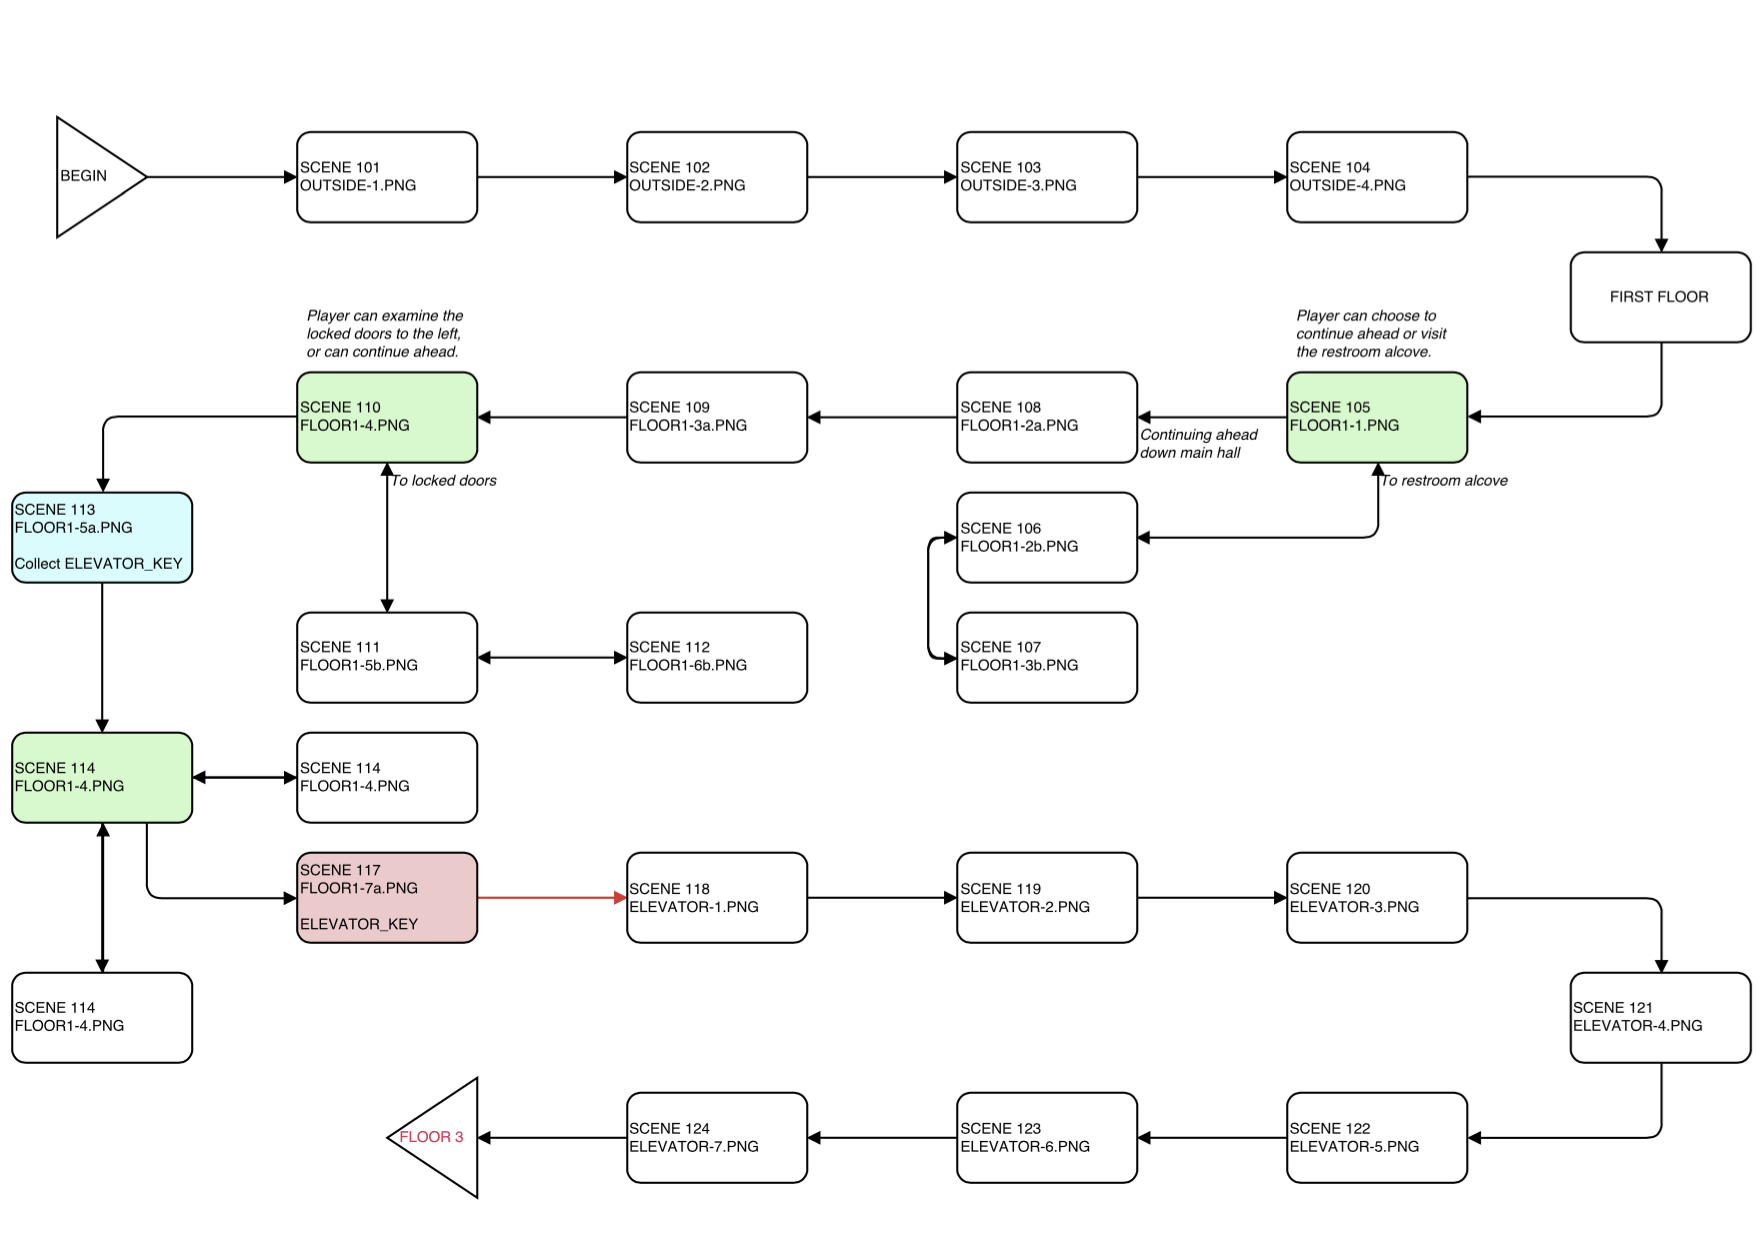 BEGIN
SCENE 101
OUTSIDE-1.PNG
SCENE 102
OUTSIDE-2.PNG
SCENE 103
OUTSIDE-3.PNG
SCENE 104
OUTSIDE-4.PNG
FIRST FLOOR
Player can choose to
continue ahead or visit
the restroom alcove.
SCENE 105
FLOOR1-1.PNG
To restroom alcove
Continuing ahead
down main hall
SCENE 106
FLOOR1-2b.PNG
SCENE 107
FLOOR1-3b.PNG
SCENE 108
FLOOR1-2a.PNG
SCENE 109
FLOOR1-3a.PNG
Player can examine the
locked doors to the left,
or can continue ahead.
SCENE 110
FLOOR1-4.PNG
To locked doors
SCENE 111
FLOOR1-5b.PNG
SCENE 112
FLOOR1-6b.PNG
SCENE 113
FLOOR1-5a.PNG
Collect ELEVATOR_KEY
SCENE 114
FLOOR1-4.PNG
SCENE 114
FLOOR1-4.PNG
SCENE 114
FLOOR1-4.PNG
SCENE 117
FLOOR1-7a.PNG
ELEVATOR_KEY
SCENE 118
ELEVATOR-1.PNG
SCENE 119
ELEVATOR-2.PNG
SCENE 120
ELEVATOR-3.PNG
SCENE 121
ELEVATOR-4.PNG
SCENE 122
ELEVATOR-5.PNG
SCENE 123
ELEVATOR-6.PNG
SCENE 124
ELEVATOR-7.PNG
FLOOR 3